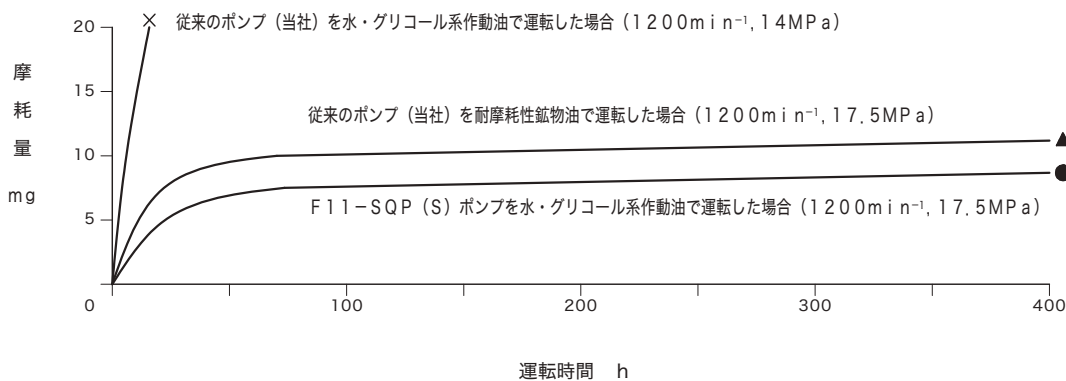 20
従来のポンプ（当社）を水・グリコール系作動油で運転した場合（1200min⁻¹, 14MPa）
摩
耗
量
mg
15
従来のポンプ（当社）を耐摩耗性鉱物油で運転した場合（1200min⁻¹, 17.5MPa）
10
F11－SQP（S）ポンプを水・グリコール系作動油で運転した場合（1200min⁻¹, 17.5MPa）
5
0 100 200 300 400
運転時間 h